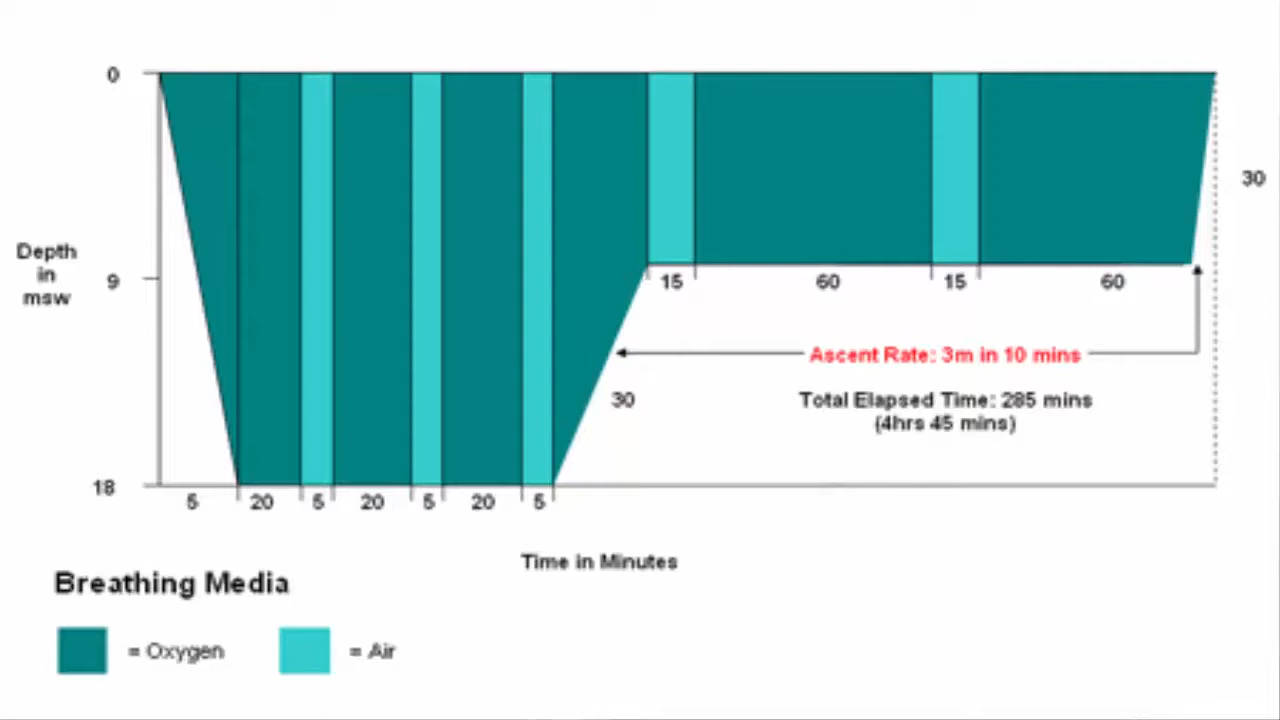 0
30
Depth
in
msw
9
15 60 15 60
Ascent Rate: 3m in 10 mins
30
Total Elapsed Time: 285 mins
(4hrs 45 mins)
18
5 20 5 20 5 20 5
Time in Minutes
Breathing Media
= Oxygen = Air